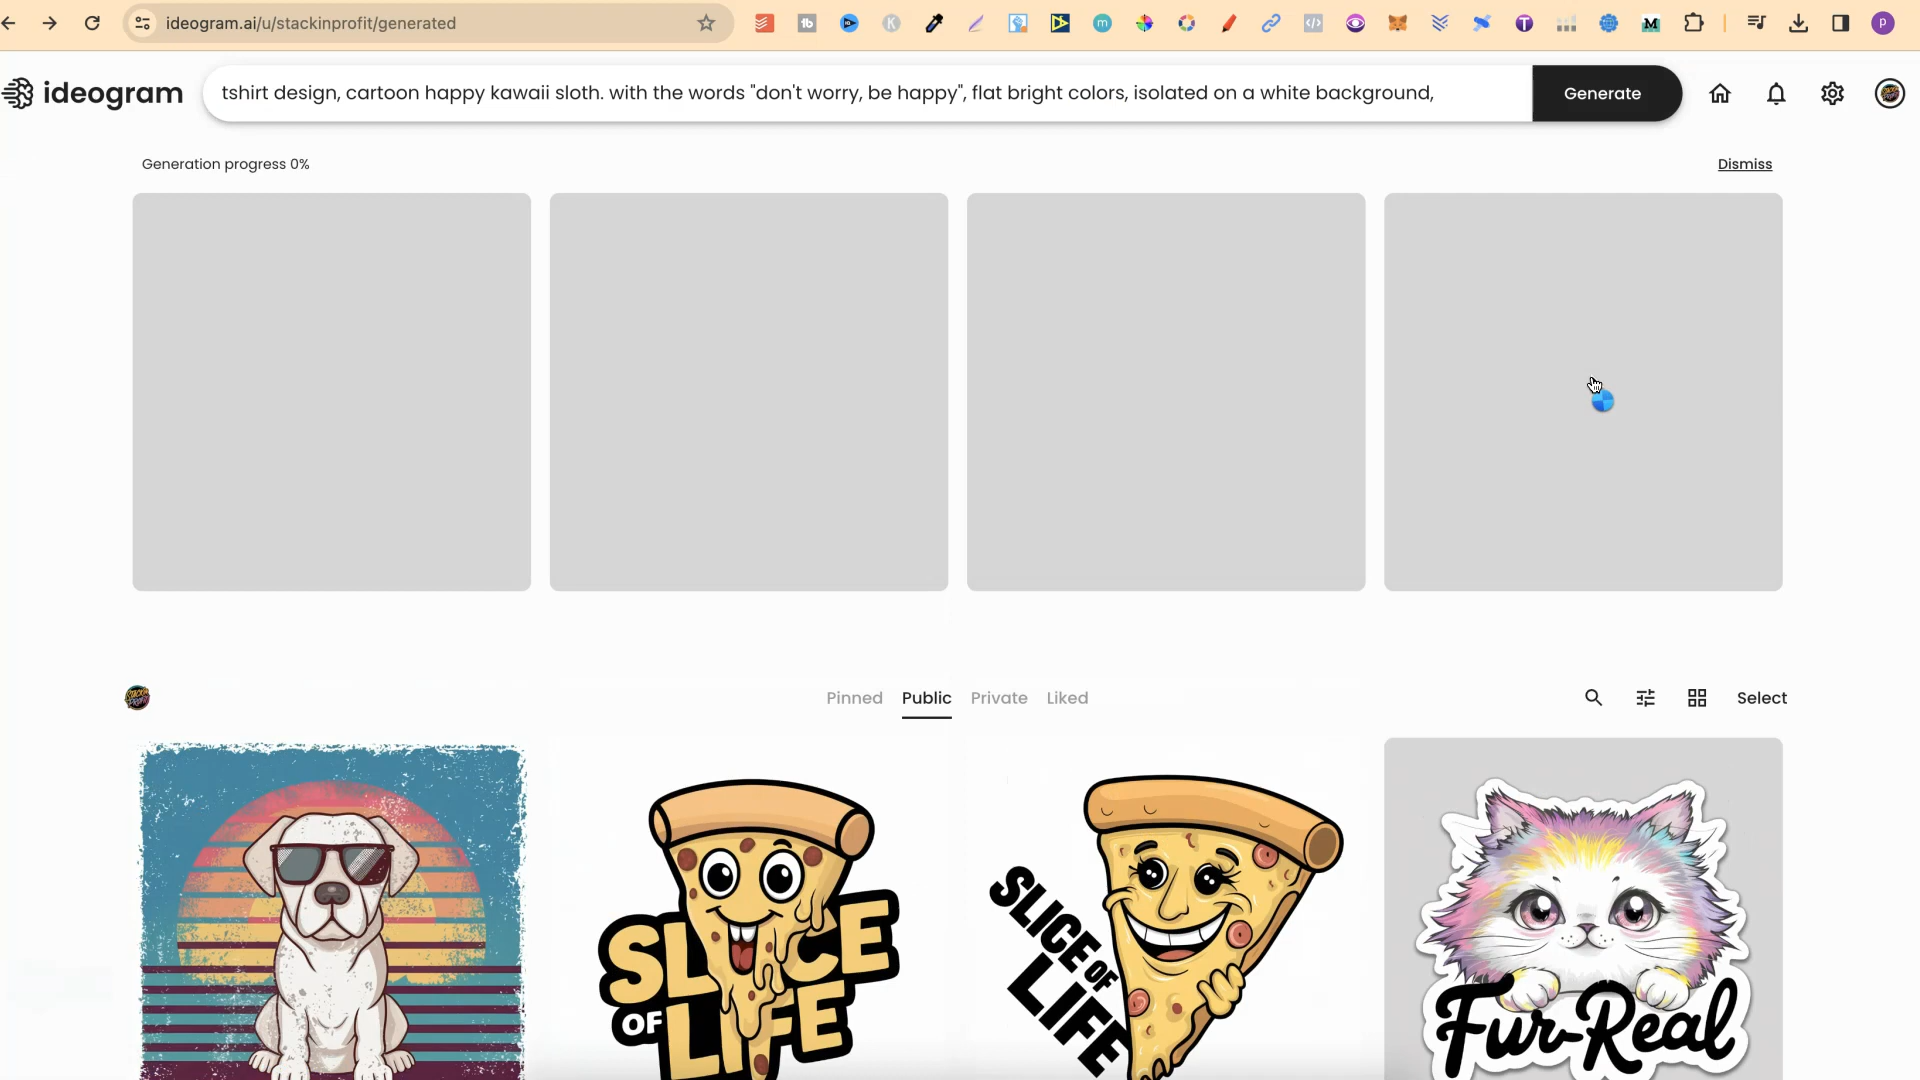 ideogram.ai/u/stackinprofit/generated
ideogram
tshirt design, cartoon happy kawaii sloth. with the words "don't worry, be happy", flat bright colors, isolated on a white background,
Generate
Generation progress 0%
Dismiss
Pinned
Public
Private
Liked
Select
SLICE
OF LIFE
SLICE OF
LIFE
Fur-Real